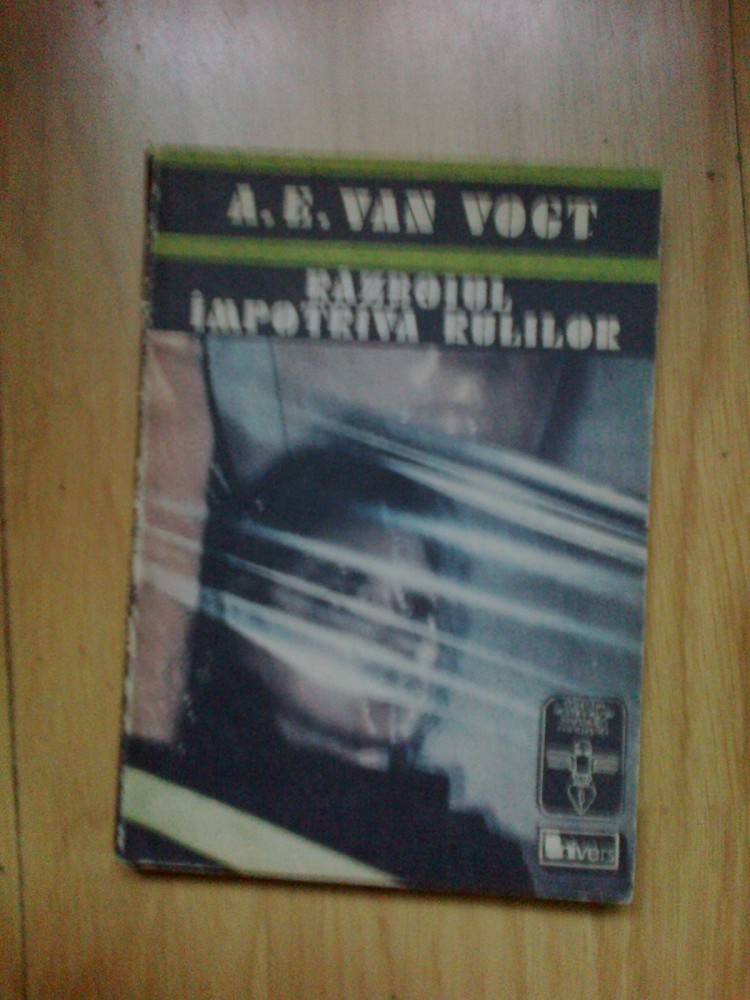 A. E. VAN VOGT
RĂZBOIUL
ÎMPOTRIVA RULILOR
univers